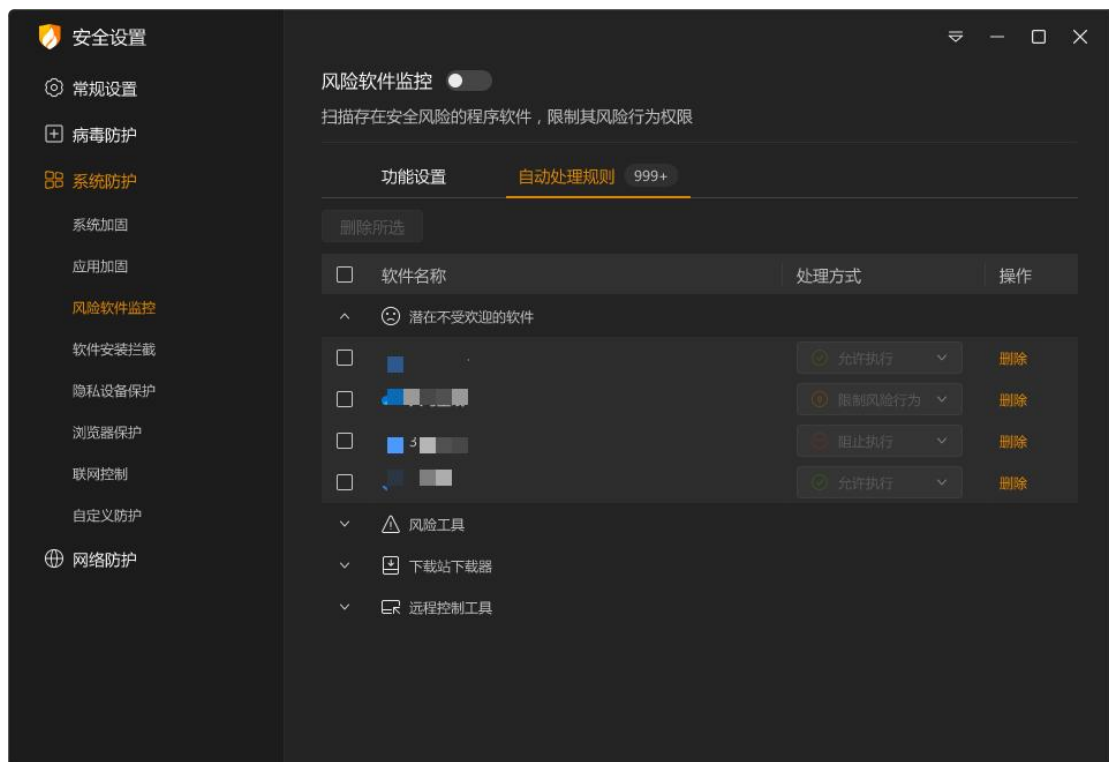 安全设置
常规设置
病毒防护
系统防护
系统加固
应用加固
风险软件监控
软件安装拦截
隐私设备保护
浏览器保护
联网控制
自定义防护
网络防护
风险软件监控
扫描存在安全风险的程序软件，限制其风险行为权限
功能设置 自动处理规则 999+
删除所选
软件名称 处理方式 操作
潜在不受欢迎的软件
允许执行 删除
限制风险行为 删除
3 阻止执行 删除
允许执行 删除
风险工具
下载站下载器
远程控制工具